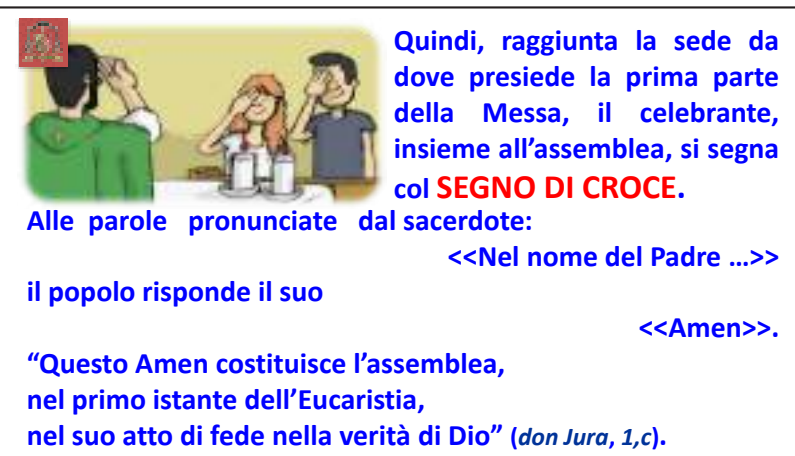 Quindi, raggiunta la sede da
dove presiede la prima parte
della Messa, il celebrante,
insieme all’assemblea, si segna
col SEGNO DI CROCE.
Alle parole pronunciate dal sacerdote:
<<Nel nome del Padre …>>
il popolo risponde il suo
<<Amen>>.
“Questo Amen costituisce l’assemblea,
nel primo istante dell’Eucaristia,
nel suo atto di fede nella verità di Dio” (don Jura, 1,c).